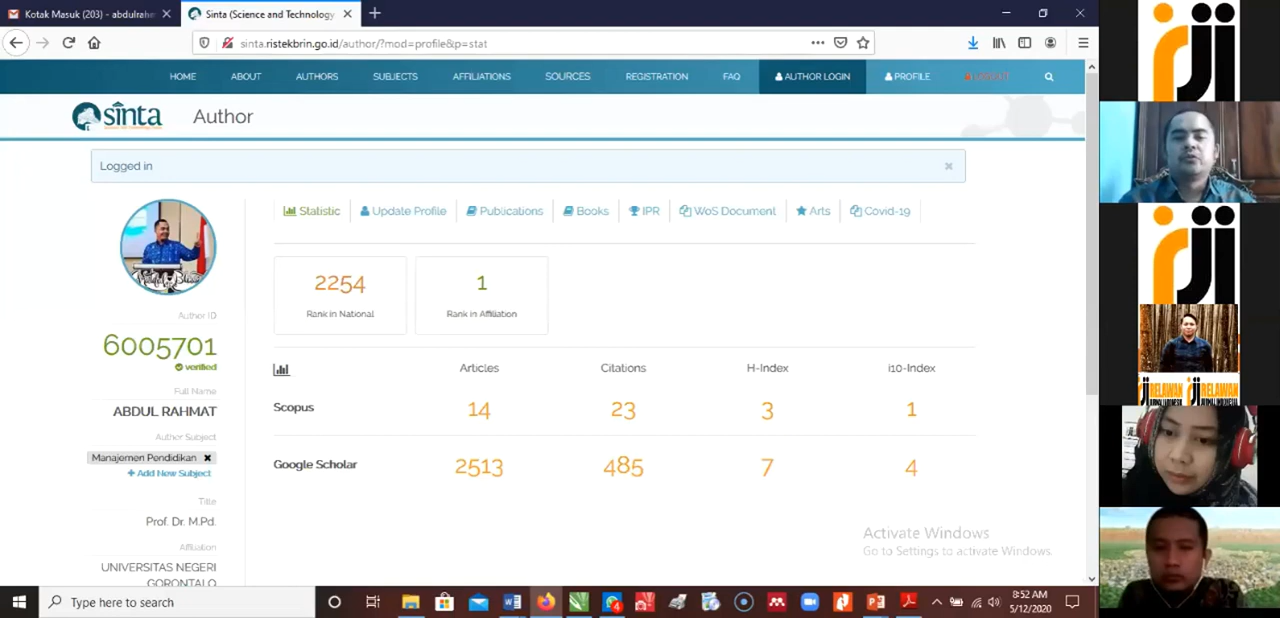 Kotak Masuk (203) - abdulrahm
Sinta (Science and Technology
sinta.ristekbrin.go.id/author/?mod=profile&p=stat
HOME ABOUT AUTHORS SUBJECTS AFFILIATIONS SOURCES REGISTRATION FAQ AUTHOR LOGIN PROFILE LOGOUT
sinta Author
Logged in
Statistic Update Profile Publications Books IPR WoS Document Arts Covid-19
2254 1
Rank in National Rank in Affiliation
Author ID
6005701
verified
Full Name
ABDUL RAHMAT
Author Subject
Manajemen Pendidikan
+ Add New Subject
Title
Prof. Dr. M.Pd.
Affiliation
UNIVERSITAS NEGERI
GORONTALO
Articles Citations H-Index i10-Index
Scopus 14 23 3 1
Google Scholar 2513 485 7 4
Activate Windows
Go to Settings to activate Windows.
RELAWAN RELAWAN
Type here to search
8:52 AM
5/12/2020